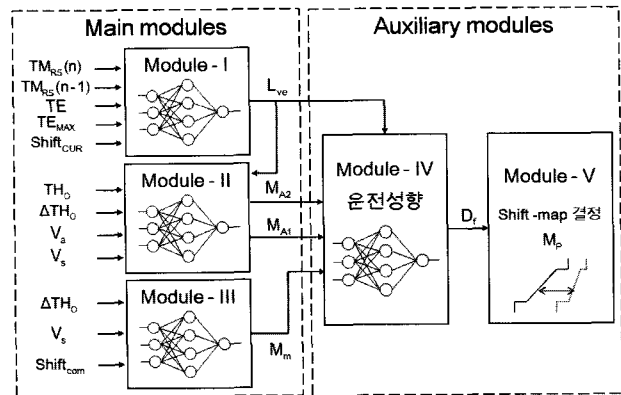 Main modules
Auxiliary modules
TM_RS(n)
TM_RS(n-1)
TE
TE_MAX
Shift_CUR
Module - I
L_ve
TH_O
ΔTH_O
V_a
V_s
Module - II
M_A2
M_A1
ΔTH_O
V_s
Shift_com
Module - III
M_m
Module - IV
운전성향
D_f
Module - V
Shift -map 결정
M_P